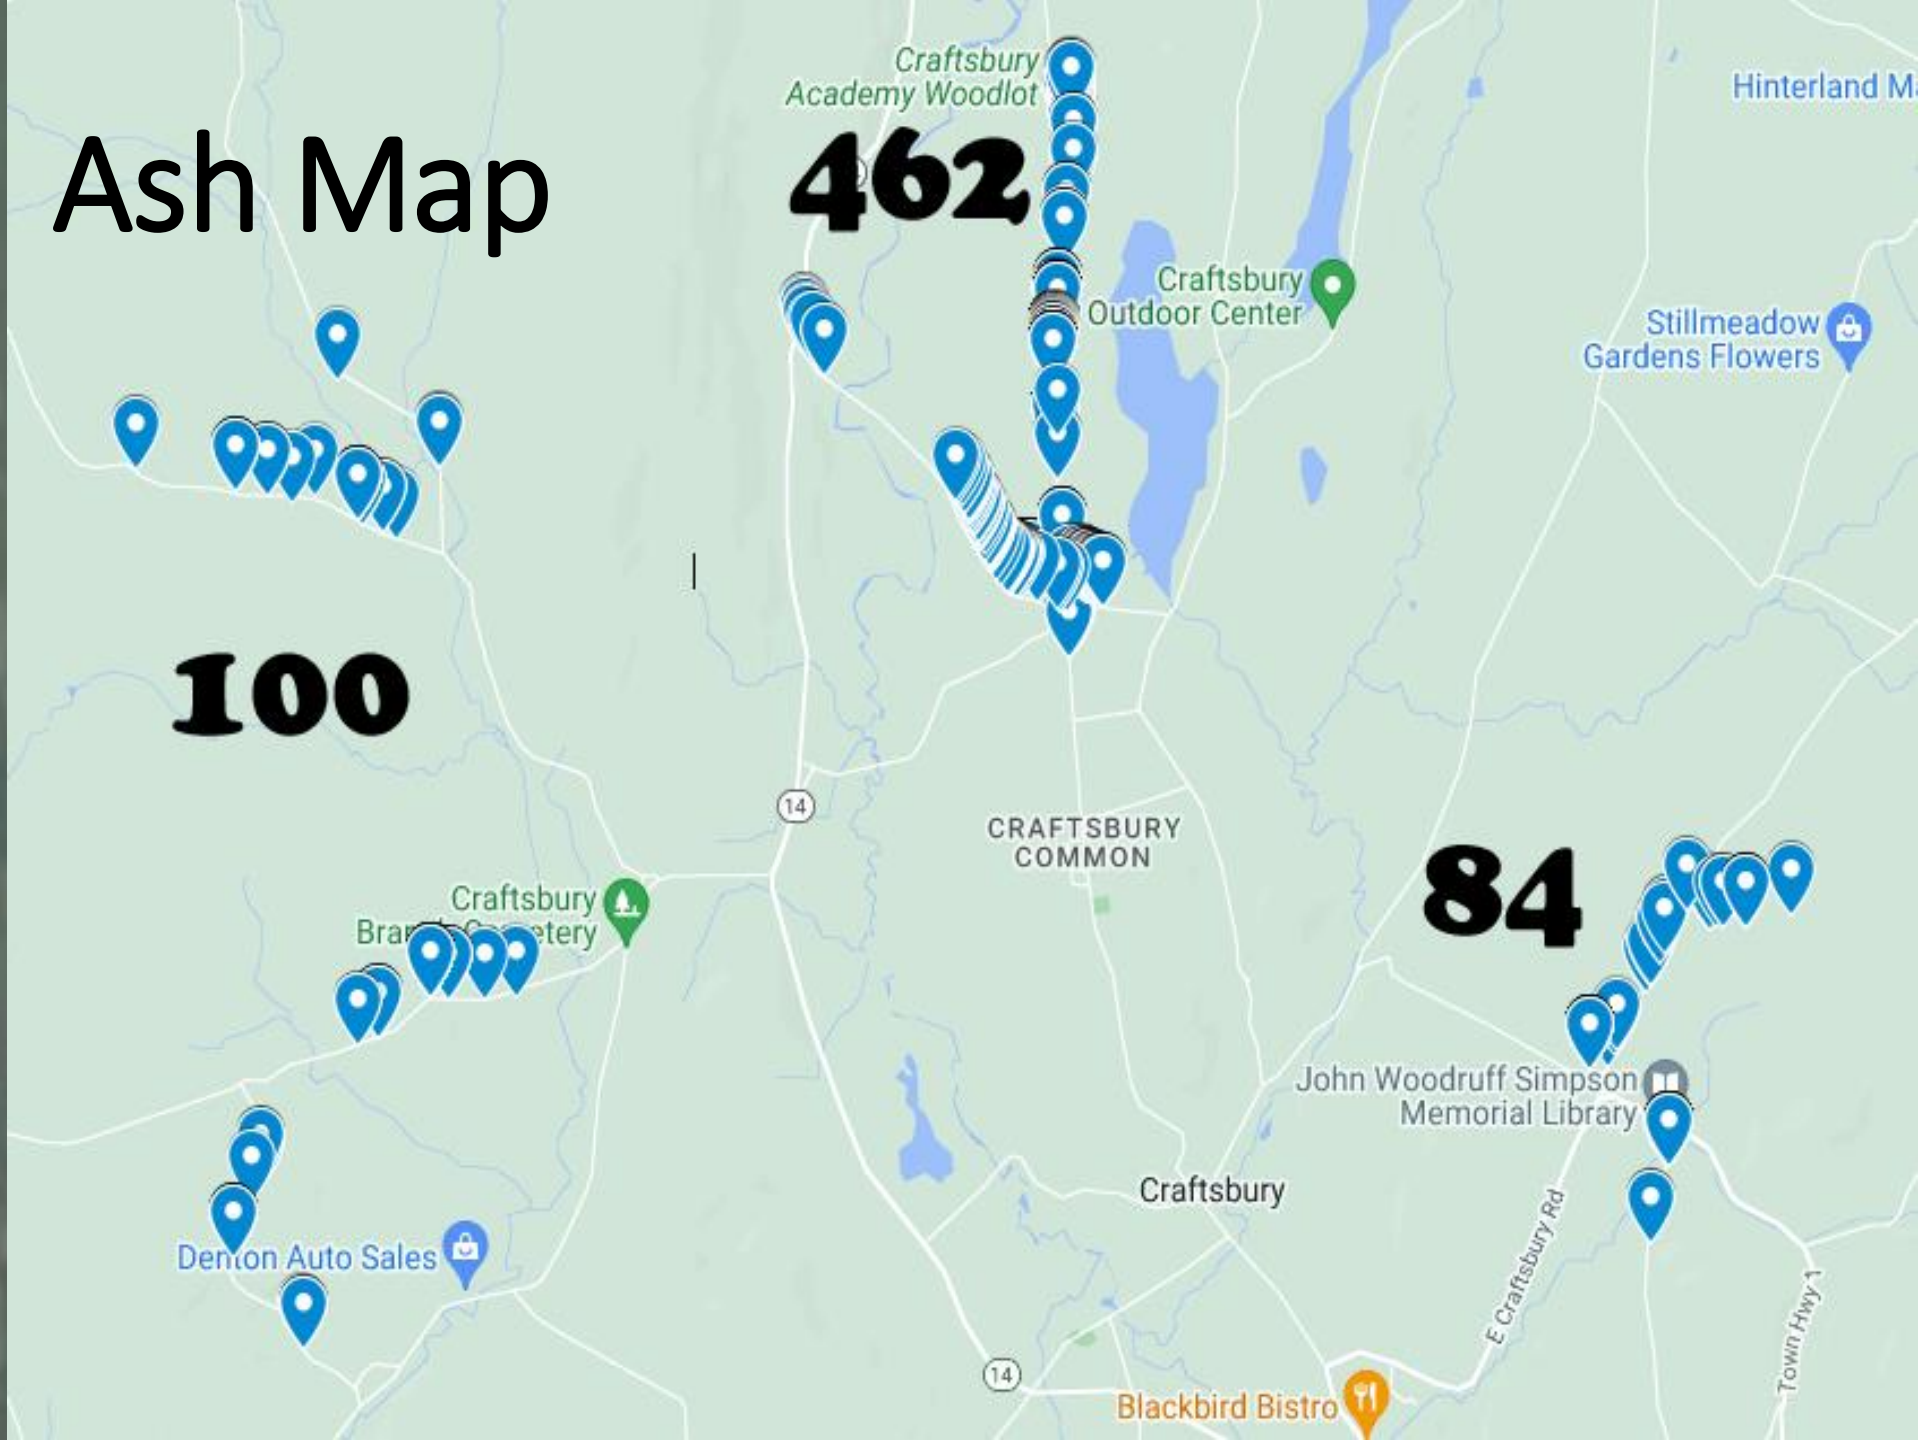 Craftsbury
Academy Woodlot
Hinterland Ma
Ash Map
462
Craftsbury
Outdoor Center
Stillmeadow
Gardens Flowers
100
14
CRAFTSBURY
COMMON
84
Craftsbury
John Woodruff Simpson
Memorial Library
Craftsbury
E Craftsbury Rd
Denton Auto Sales
Town Hwy 1
14
Blackbird Bistro